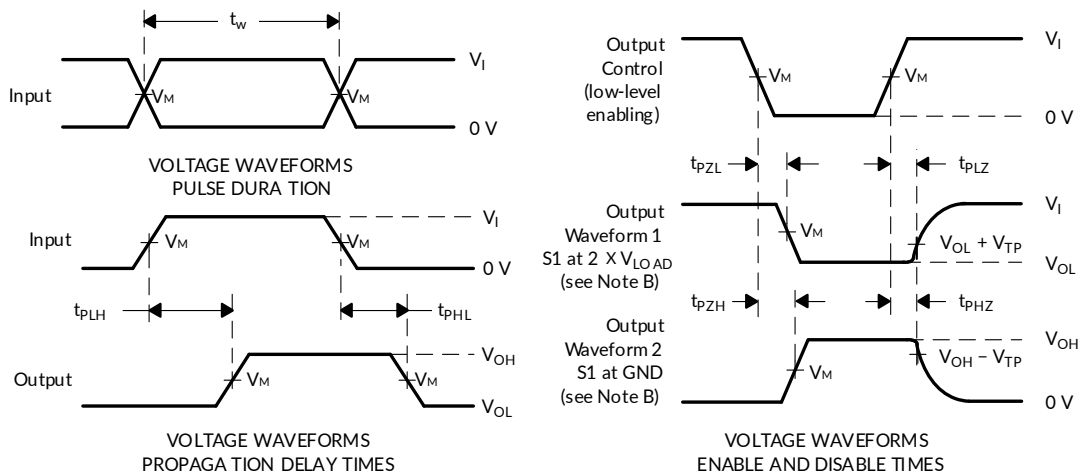 t_w
V_I
Input
V_M
V_M
0 V
VOLTAGE WAVEFORMS
PULSE DURA TION
V_I
Input
V_M
V_M
0 V
t_PLH
t_PHL
V_OH
Output
V_M
V_M
V_OL
VOLTAGE WAVEFORMS
PROPAGA TION DELAY TIMES
Output
Control
(low-level
enabling)
V_I
V_M
V_M
0 V
t_PZL
t_PLZ
Output
Waveform 1
S1 at 2 X V_LO AD
(see Note B)
V_I
V_M
V_OL + V_TP
V_OL
t_PZH
t_PHZ
Output
Waveform 2
S1 at GND
(see Note B)
V_OH
V_M
V_OH – V_TP
0 V
VOLTAGE WAVEFORMS
ENABLE AND DISABLE TIMES